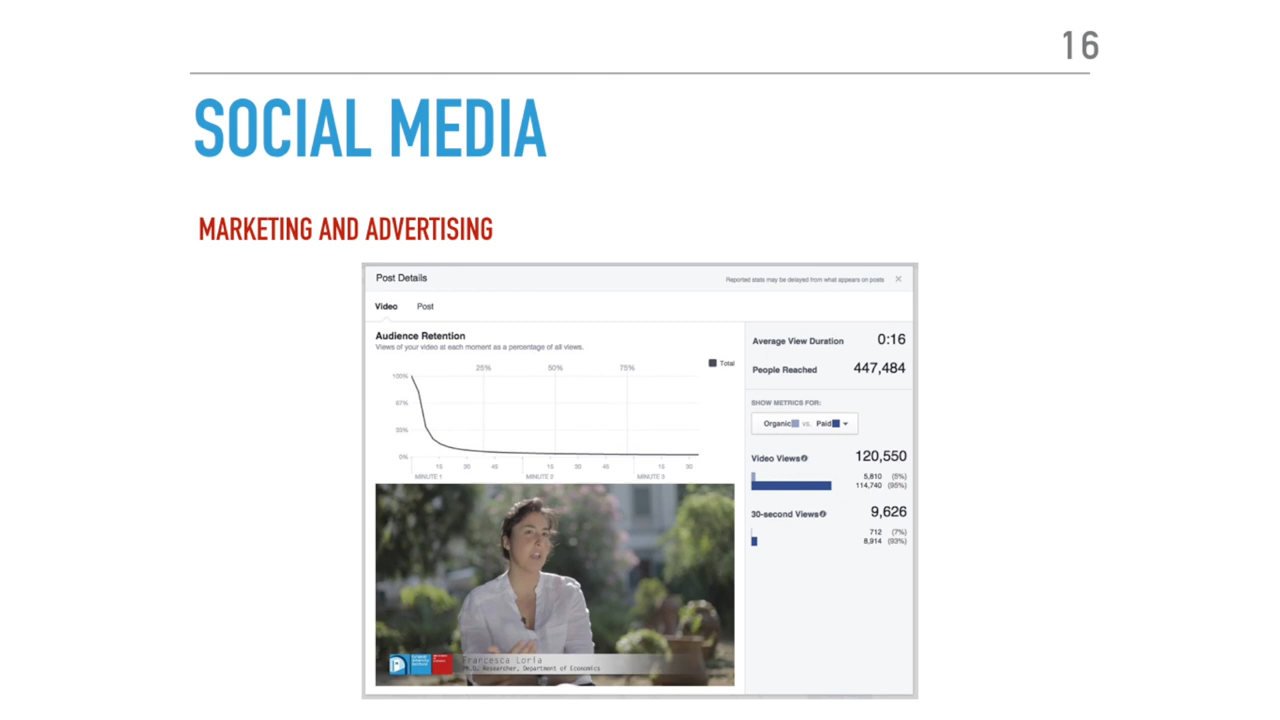 16
SOCIAL MEDIA
MARKETING AND ADVERTISING
Post Details
Reported stats may be delayed from what appears on posts
Video Post
Audience Retention
Views of your video at each moment as a percentage of all views.
Total
25% 50% 75%
100%
67%
33%
0%
15 30 45 15 30 45 15 30
MINUTE 1 MINUTE 2 MINUTE 3
Average View Duration 0:16
People Reached 447,484
SHOW METRICS FOR:
Organic vs. Paid
Video Views 120,550
5,810 (5%)
114,740 (95%)
30-second Views 9,626
712 (7%)
8,914 (93%)
European University Institute
Francesca Loria
Ph.D. Researcher, Department of Economics